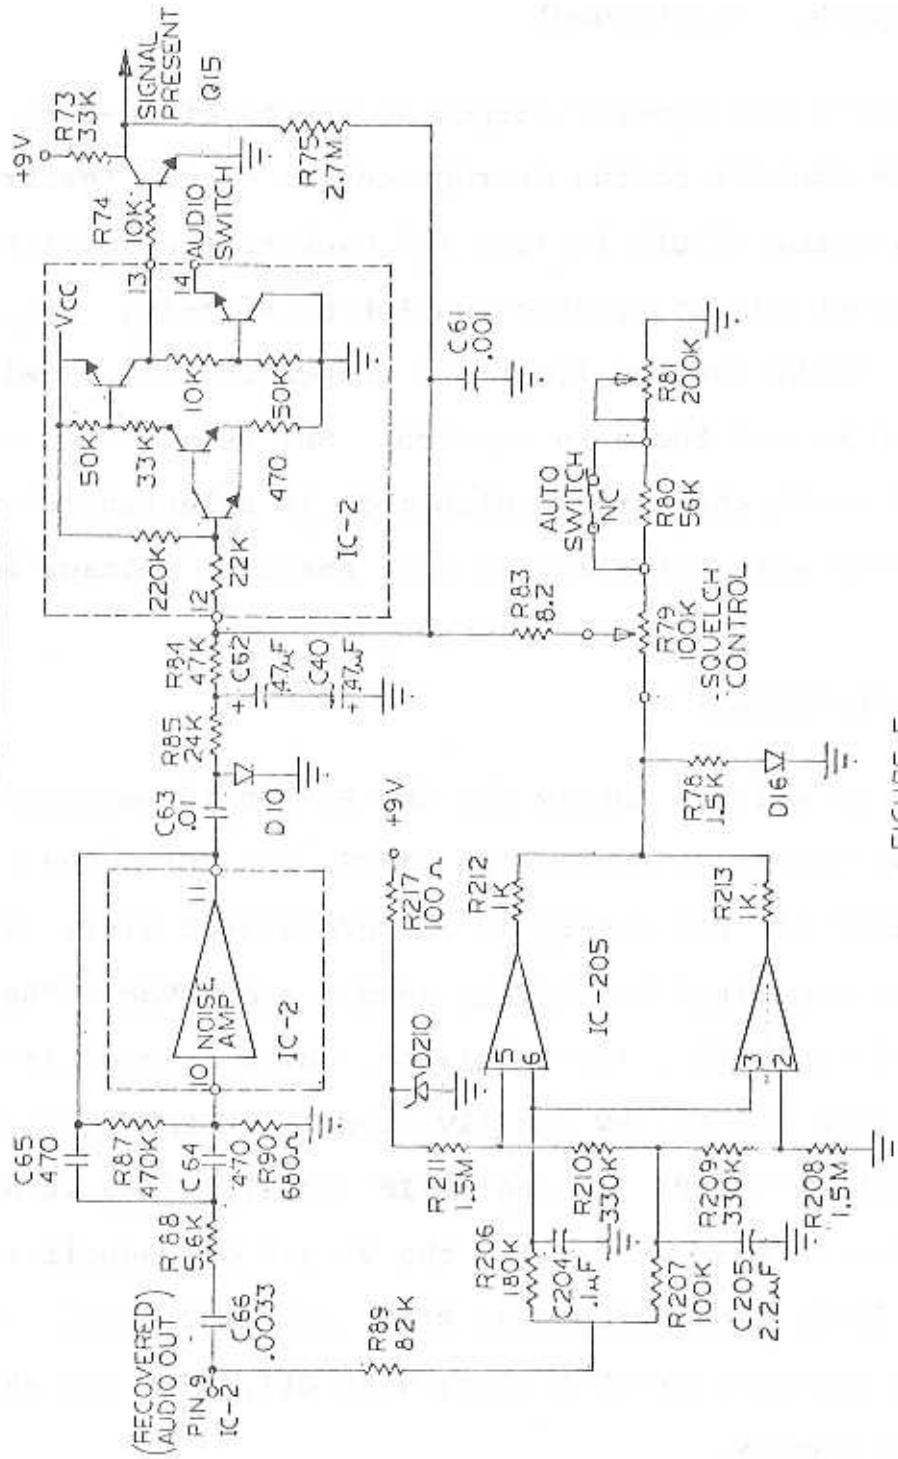 +9V
R73
33K
SIGNAL
PRESENT
Q15
R74
10K
R75
2.7M
13
14
AUDIO
SWITCH
VCC
50K
33K
10K
50K
470
220K
22K
12
IC-2
(RECOVERED)
(AUDIO OUT)
PIN 9
IC-2
C66
.0033
R88
5.6K
C65
470
R87
470K
C64
470
R90
680Ω
10
NOISE
AMP
11
IC-2
C63
.01
D10
R85
24K
R84
47K
C62
+
.47µF
C40
+
.47µF
C61
R89
82K
R206
180K
C204
.1µF
R207
100K
C205
2.2µF
R211
1.5M
R210
330K
R209
330K
R208
1.5M
D210
R217
100Ω
+9V
5
6
3
2
IC-205
R212
1K
R213
1K
R78
1.5K
D16
R83
8.2
R79
100K
SQUELCH
CONTROL
AUTO
SWITCH
NC
R80
56K
R81
200K
FIGURE